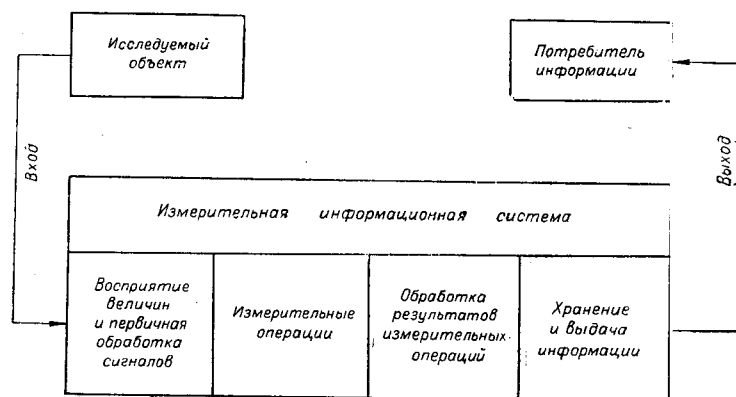 Исследуемый
объект
Потребитель
информации
Вход
Выход
Измерительная информационная система
Восприятие
величин
и первичная
обработка
сигналов
Измерительные
операции
Обработка
результатов
измерительных
операций
Хранение
и выдача
информации